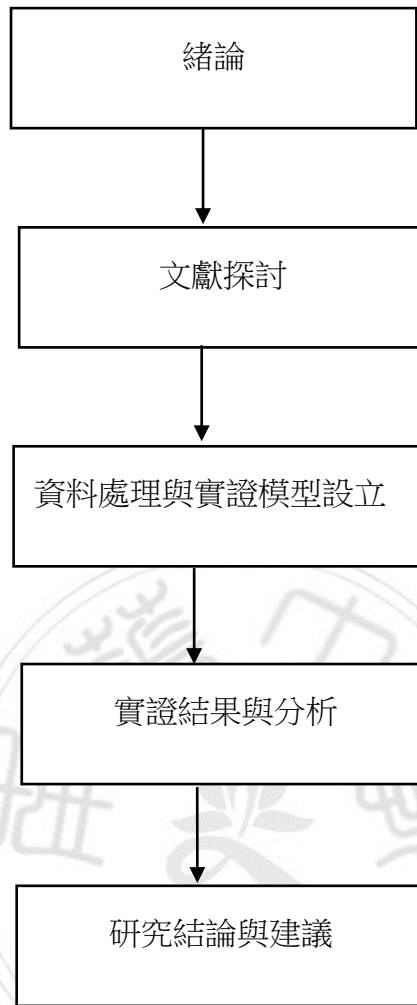 緒論
文獻探討
資料處理與實證模型設立
實證結果與分析
研究結論與建議